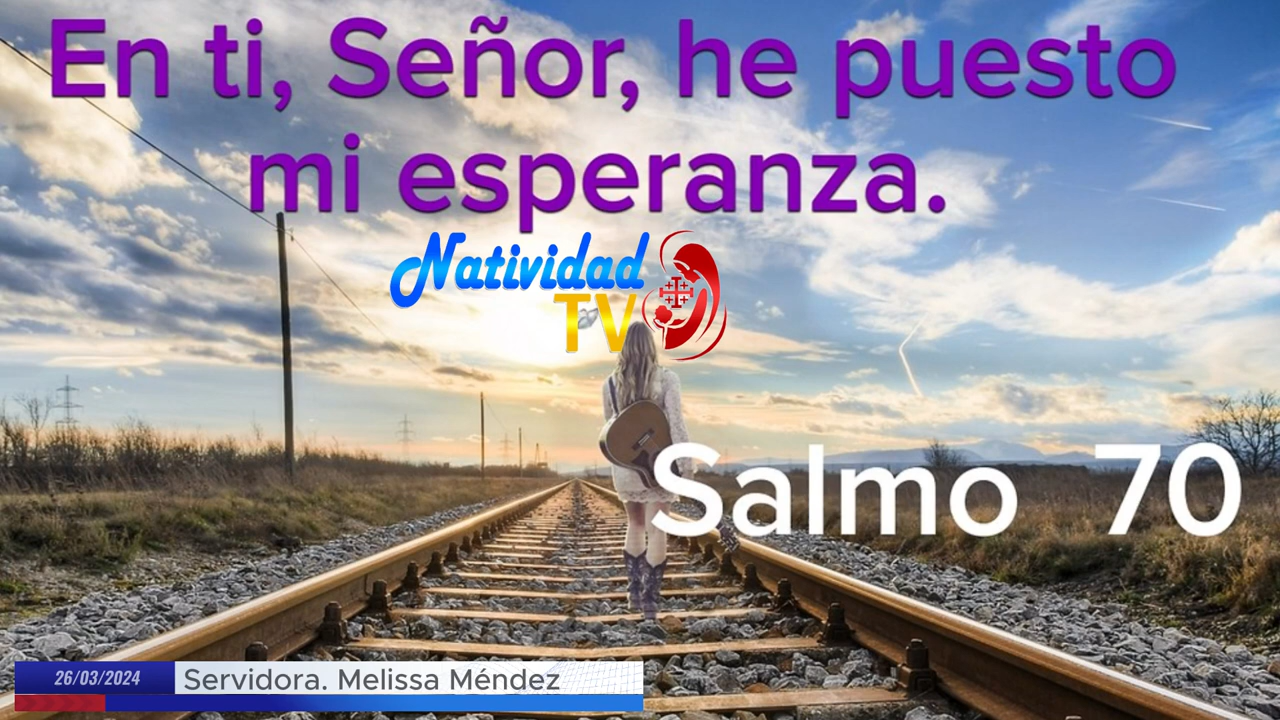 En ti, Señor, he puesto
mi esperanza.
Natividad
TV
Salmo 70
26/03/2024
Servidora. Melissa Méndez